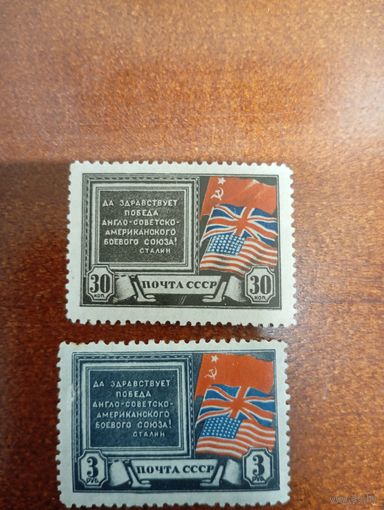 ДА ЗДРАВСТВУЕТ
ПОБЕДА
АНГЛО-СОВЕТСКО-
АМЕРИКАНСКОГО
БОЕВОГО СОЮЗА!
СТАЛИН
30 КОП. ПОЧТА СССР 30 КОП.
ДА ЗДРАВСТВУЕТ
ПОБЕДА
АНГЛО-СОВЕТСКО-
АМЕРИКАНСКОГО
БОЕВОГО СОЮЗА!
СТАЛИН
3 РУБ. ПОЧТА СССР 3 РУБ.